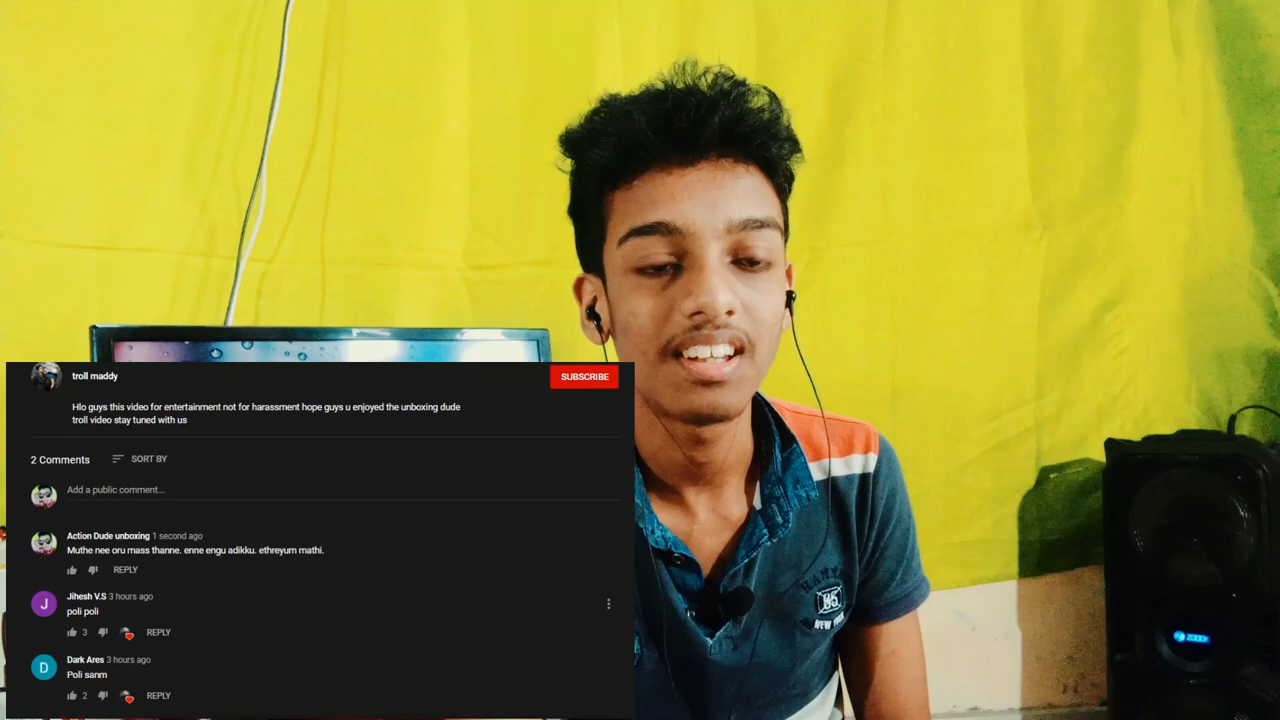 troll maddy
SUBSCRIBE
Hlo guys this video for entertainment not for harassment hope guys u enjoyed the unboxing dude
troll video stay tuned with us
2 Comments
SORT BY
Add a public comment...
Action Dude unboxing 1 second ago
Muthe nee oru mass thanne. enne engu adikku. ethreyum mathi.
REPLY
J
Jihesh V.S 3 hours ago
poli poli
3 REPLY
D
Dark Ares 3 hours ago
Poli sanm
2 REPLY
85
NEW YORK